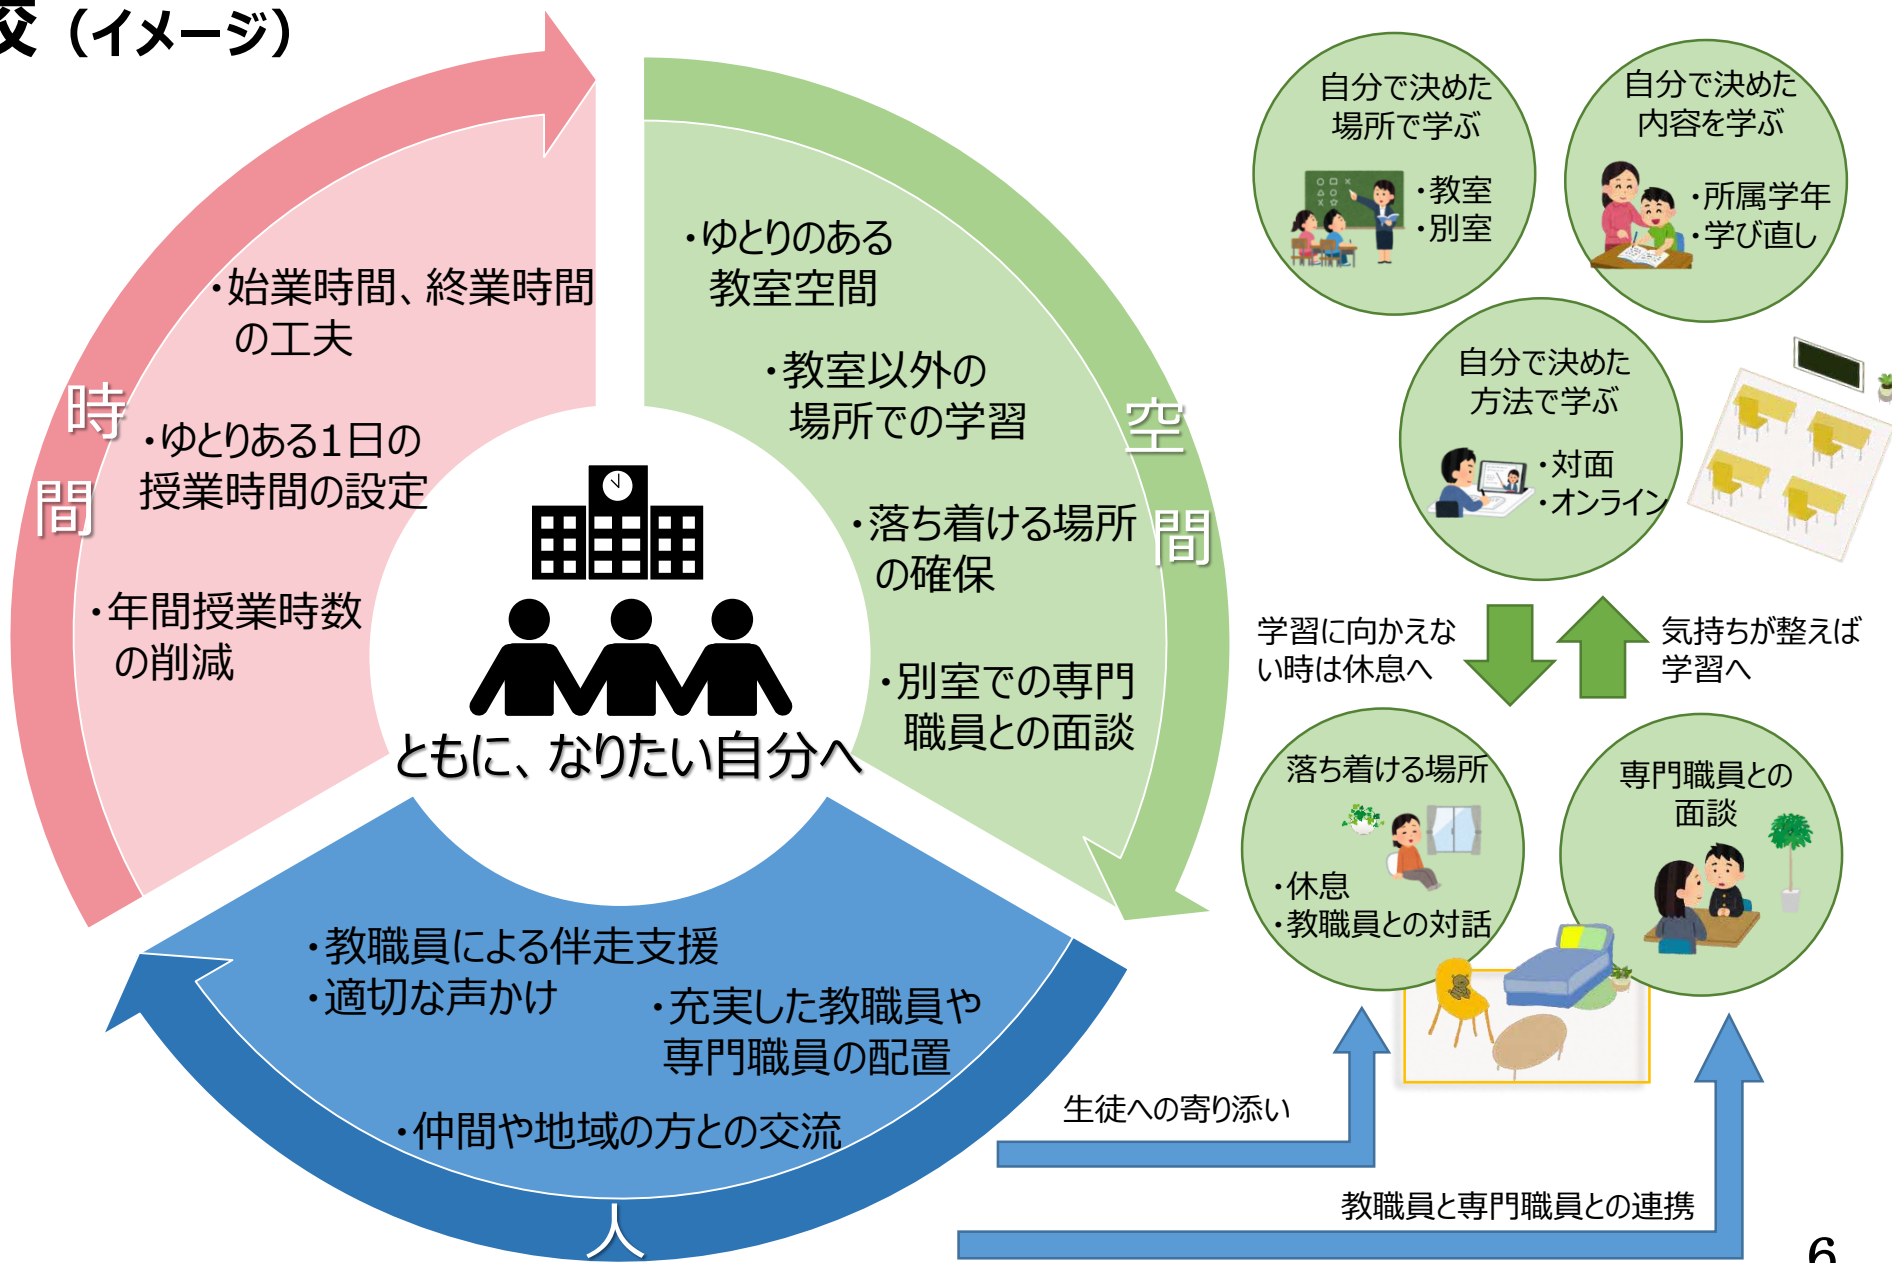 校（イメージ）
時
間
・始業時間、終業時間
の工夫
・ゆとりある1日の
授業時間の設定
・年間授業時数
の削減
空
間
・ゆとりのある
教室空間
・教室以外の
場所での学習
・落ち着ける場所
の確保
・別室での専門
職員との面談
ともに、なりたい自分へ
・教職員による伴走支援
・適切な声かけ
・充実した教職員や
専門職員の配置
・仲間や地域の方との交流
人
自分で決めた
場所で学ぶ
・教室
・別室
自分で決めた
内容を学ぶ
・所属学年
・学び直し
自分で決めた
方法で学ぶ
・対面
・オンライン
学習に向かえな
い時は休息へ
気持ちが整えば
学習へ
落ち着ける場所
・休息
・教職員との対話
専門職員との
面談
生徒への寄り添い
教職員と専門職員との連携
6